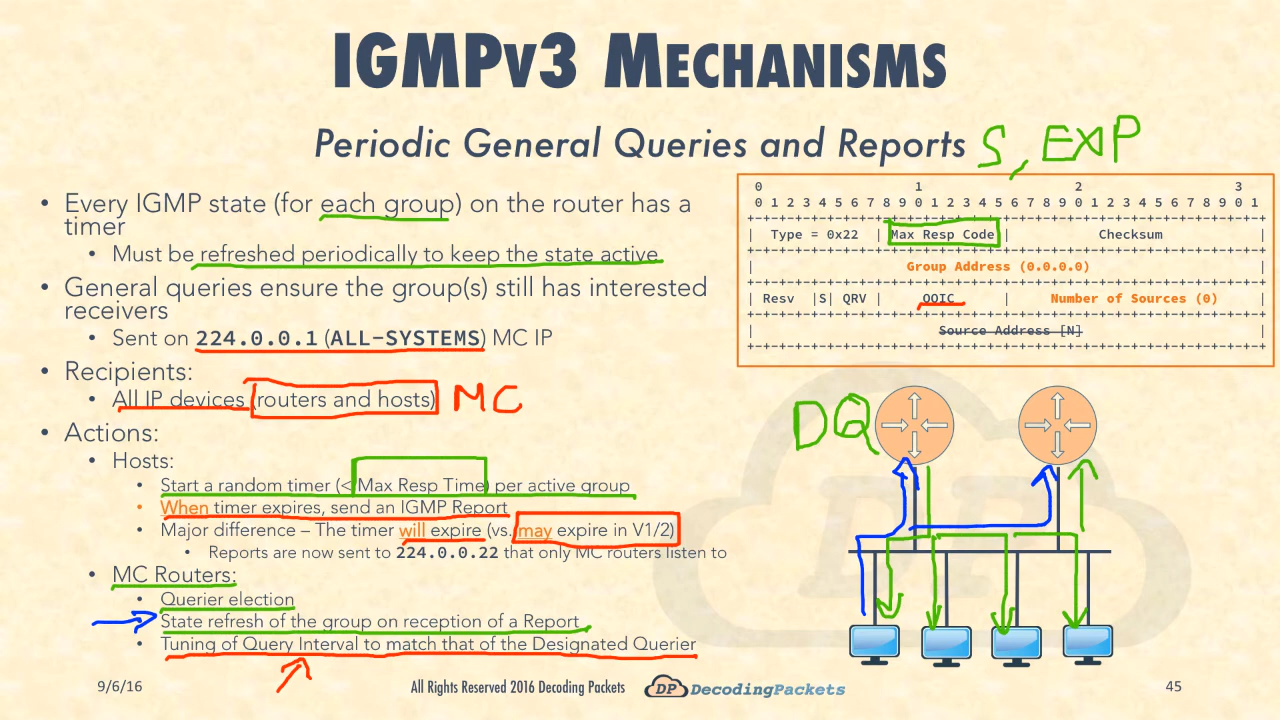 IGMPv3 Mechanisms
Periodic General Queries and Reports
S, EXP
• Every IGMP state (for each group) on the router has a
timer
• Must be refreshed periodically to keep the state active
• General queries ensure the group(s) still has interested
receivers
• Sent on 224.0.0.1 (ALL-SYSTEMS) MC IP
• Recipients:
• All IP devices (routers and hosts)
MC
• Actions:
• Hosts:
• Start a random timer (< Max Resp Time) per active group
• When timer expires, send an IGMP Report
• Major difference – The timer will expire (vs. may expire in V1/2)
• Reports are now sent to 224.0.0.22 that only MC routers listen to
• MC Routers:
• Querier election
• State refresh of the group on reception of a Report
• Tuning of Query Interval to match that of the Designated Querier
0 1 2 3
0 1 2 3 4 5 6 7 8 9 0 1 2 3 4 5 6 7 8 9 0 1 2 3 4 5 6 7 8 9 0 1
+-+-+-+-+-+-+-+-+-+-+-+-+-+-+-+-+-+-+-+-+-+-+-+-+-+-+-+-+-+-+-+-+
| Type = 0x22 | Max Resp Code | Checksum |
+-+-+-+-+-+-+-+-+-+-+-+-+-+-+-+-+-+-+-+-+-+-+-+-+-+-+-+-+-+-+-+-+
| Group Address (0.0.0.0) |
+-+-+-+-+-+-+-+-+-+-+-+-+-+-+-+-+-+-+-+-+-+-+-+-+-+-+-+-+-+-+-+-+
| Resv |S| QRV | QQIC | Number of Sources (0) |
+-+-+-+-+-+-+-+-+-+-+-+-+-+-+-+-+-+-+-+-+-+-+-+-+-+-+-+-+-+-+-+-+
| Source Address [N] |
+-+-+-+-+-+-+-+-+-+-+-+-+-+-+-+-+-+-+-+-+-+-+-+-+-+-+-+-+-+-+-+-+
DQ
DP
9/6/16
All Rights Reserved 2016 Decoding Packets
DP DecodingPackets
45